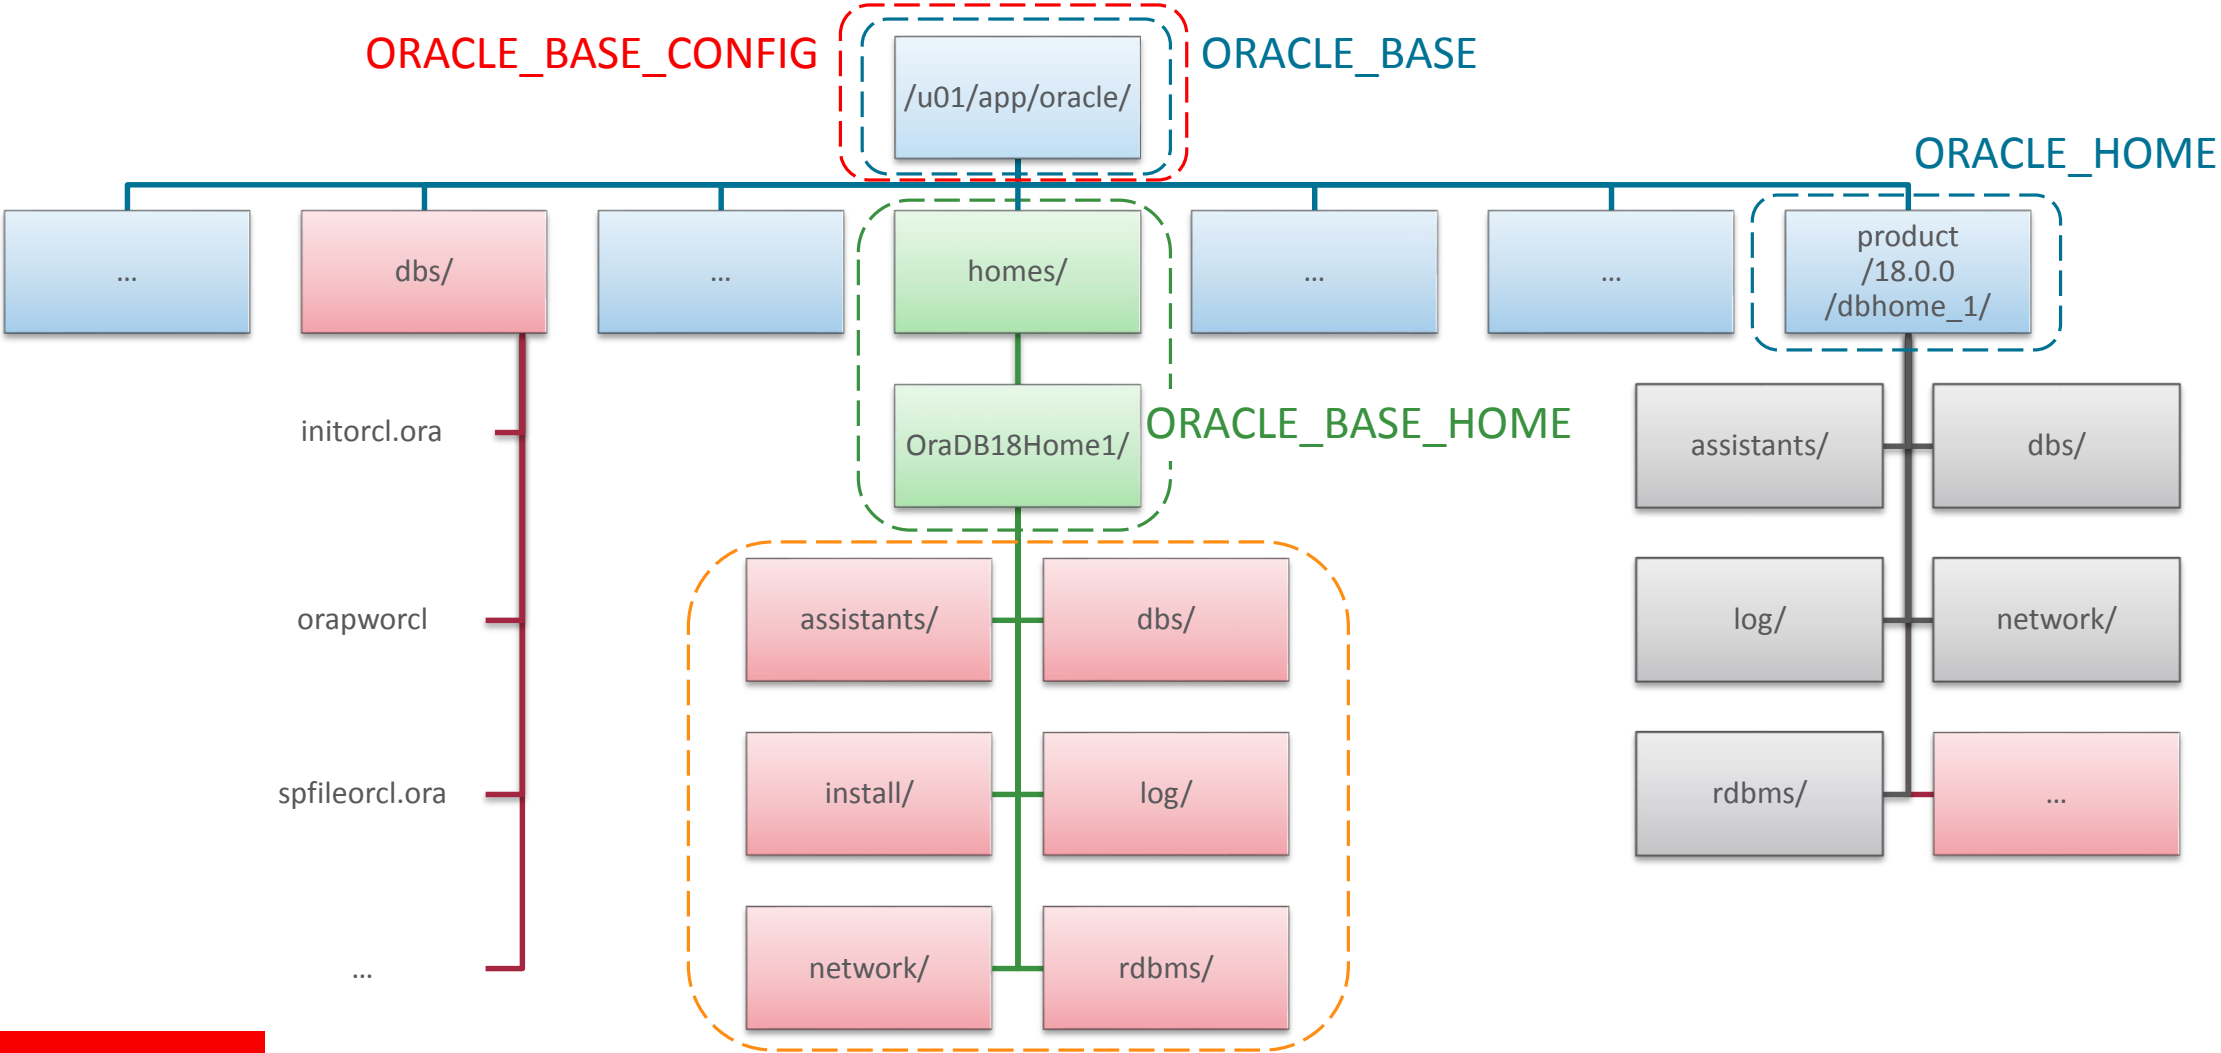 ORACLE_BASE_CONFIG
/u01/app/oracle/
ORACLE_BASE
ORACLE_HOME
...
dbs/
...
homes/
...
...
product
/18.0.0
/dbhome_1/
initorcl.ora
orapworcl
spfileorcl.ora
...
OraDB18Home1/
ORACLE_BASE_HOME
assistants/
dbs/
install/
log/
network/
rdbms/
assistants/
dbs/
log/
network/
rdbms/
...